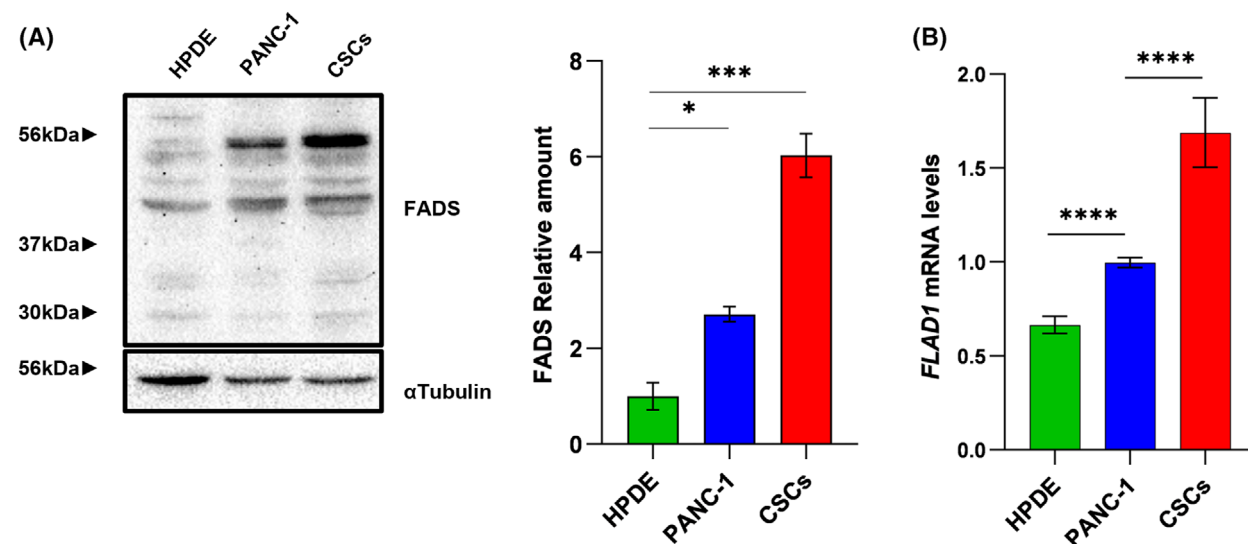 (A)
HPDE
PANC-1
CSCs
56kDa►
37kDa►
30kDa►
56kDa►
FADS
αTubulin
FADS Relative amount
8
6
4
2
0
***
*
HPDE
PANC-1
CSCs
(B)
FLAD1 mRNA levels
2.0
1.5
1.0
0.5
0.0
****
****
HPDE
PANC-1
CSCs